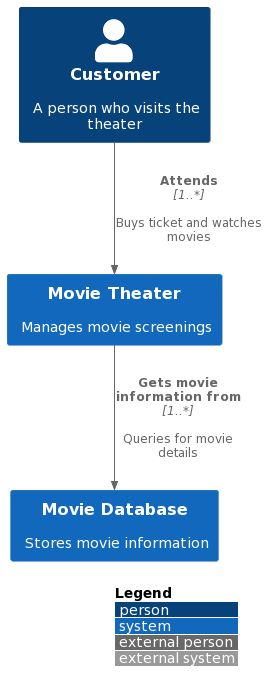 Customer
A person who visits the
theater
Attends
[1..*]
Buys ticket and watches
movies
Movie Theater
Manages movie screenings
Gets movie
information from
[1..*]
Queries for movie
details
Movie Database
Stores movie information
Legend
person
system
external person
external system